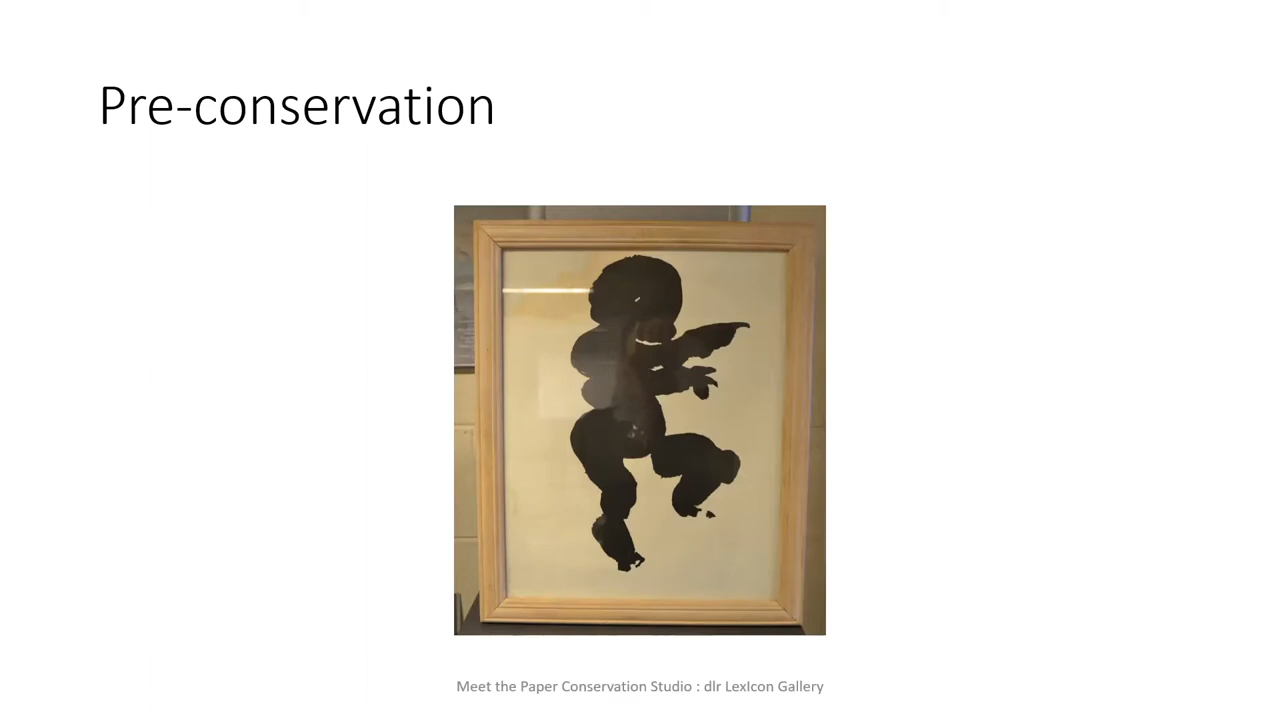 Pre-conservation
Meet the Paper Conservation Studio : dlr LexIcon Gallery